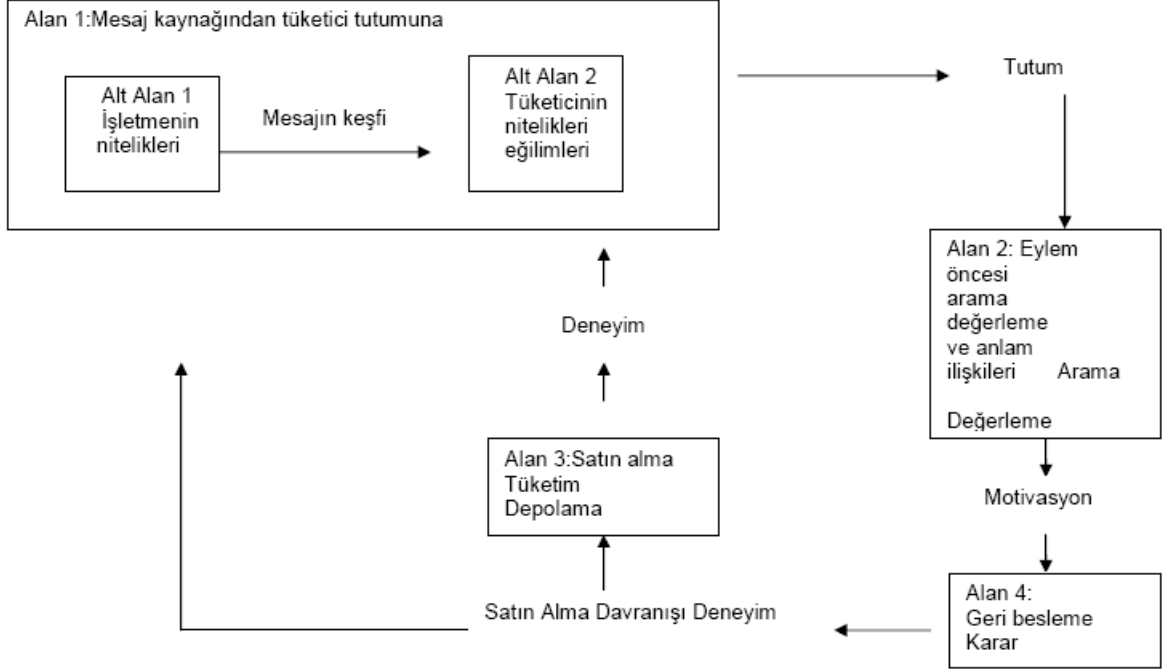 Alan 1:Mesaj kaynağından tüketici tutumuna
Alt Alan 1
İşletmenin
nitelikleri
Mesajın keşfi
Alt Alan 2
Tüketicinin
nitelikleri
eğilimleri
Tutum
Alan 2: Eylem
öncesi
arama
değerleme
ve anlam
ilişkileri Arama
Değerleme
Motivasyon
Alan 4:
Geri besleme
Karar
Satın Alma Davranışı Deneyim
Alan 3:Satın alma
Tüketim
Depolama
Deneyim